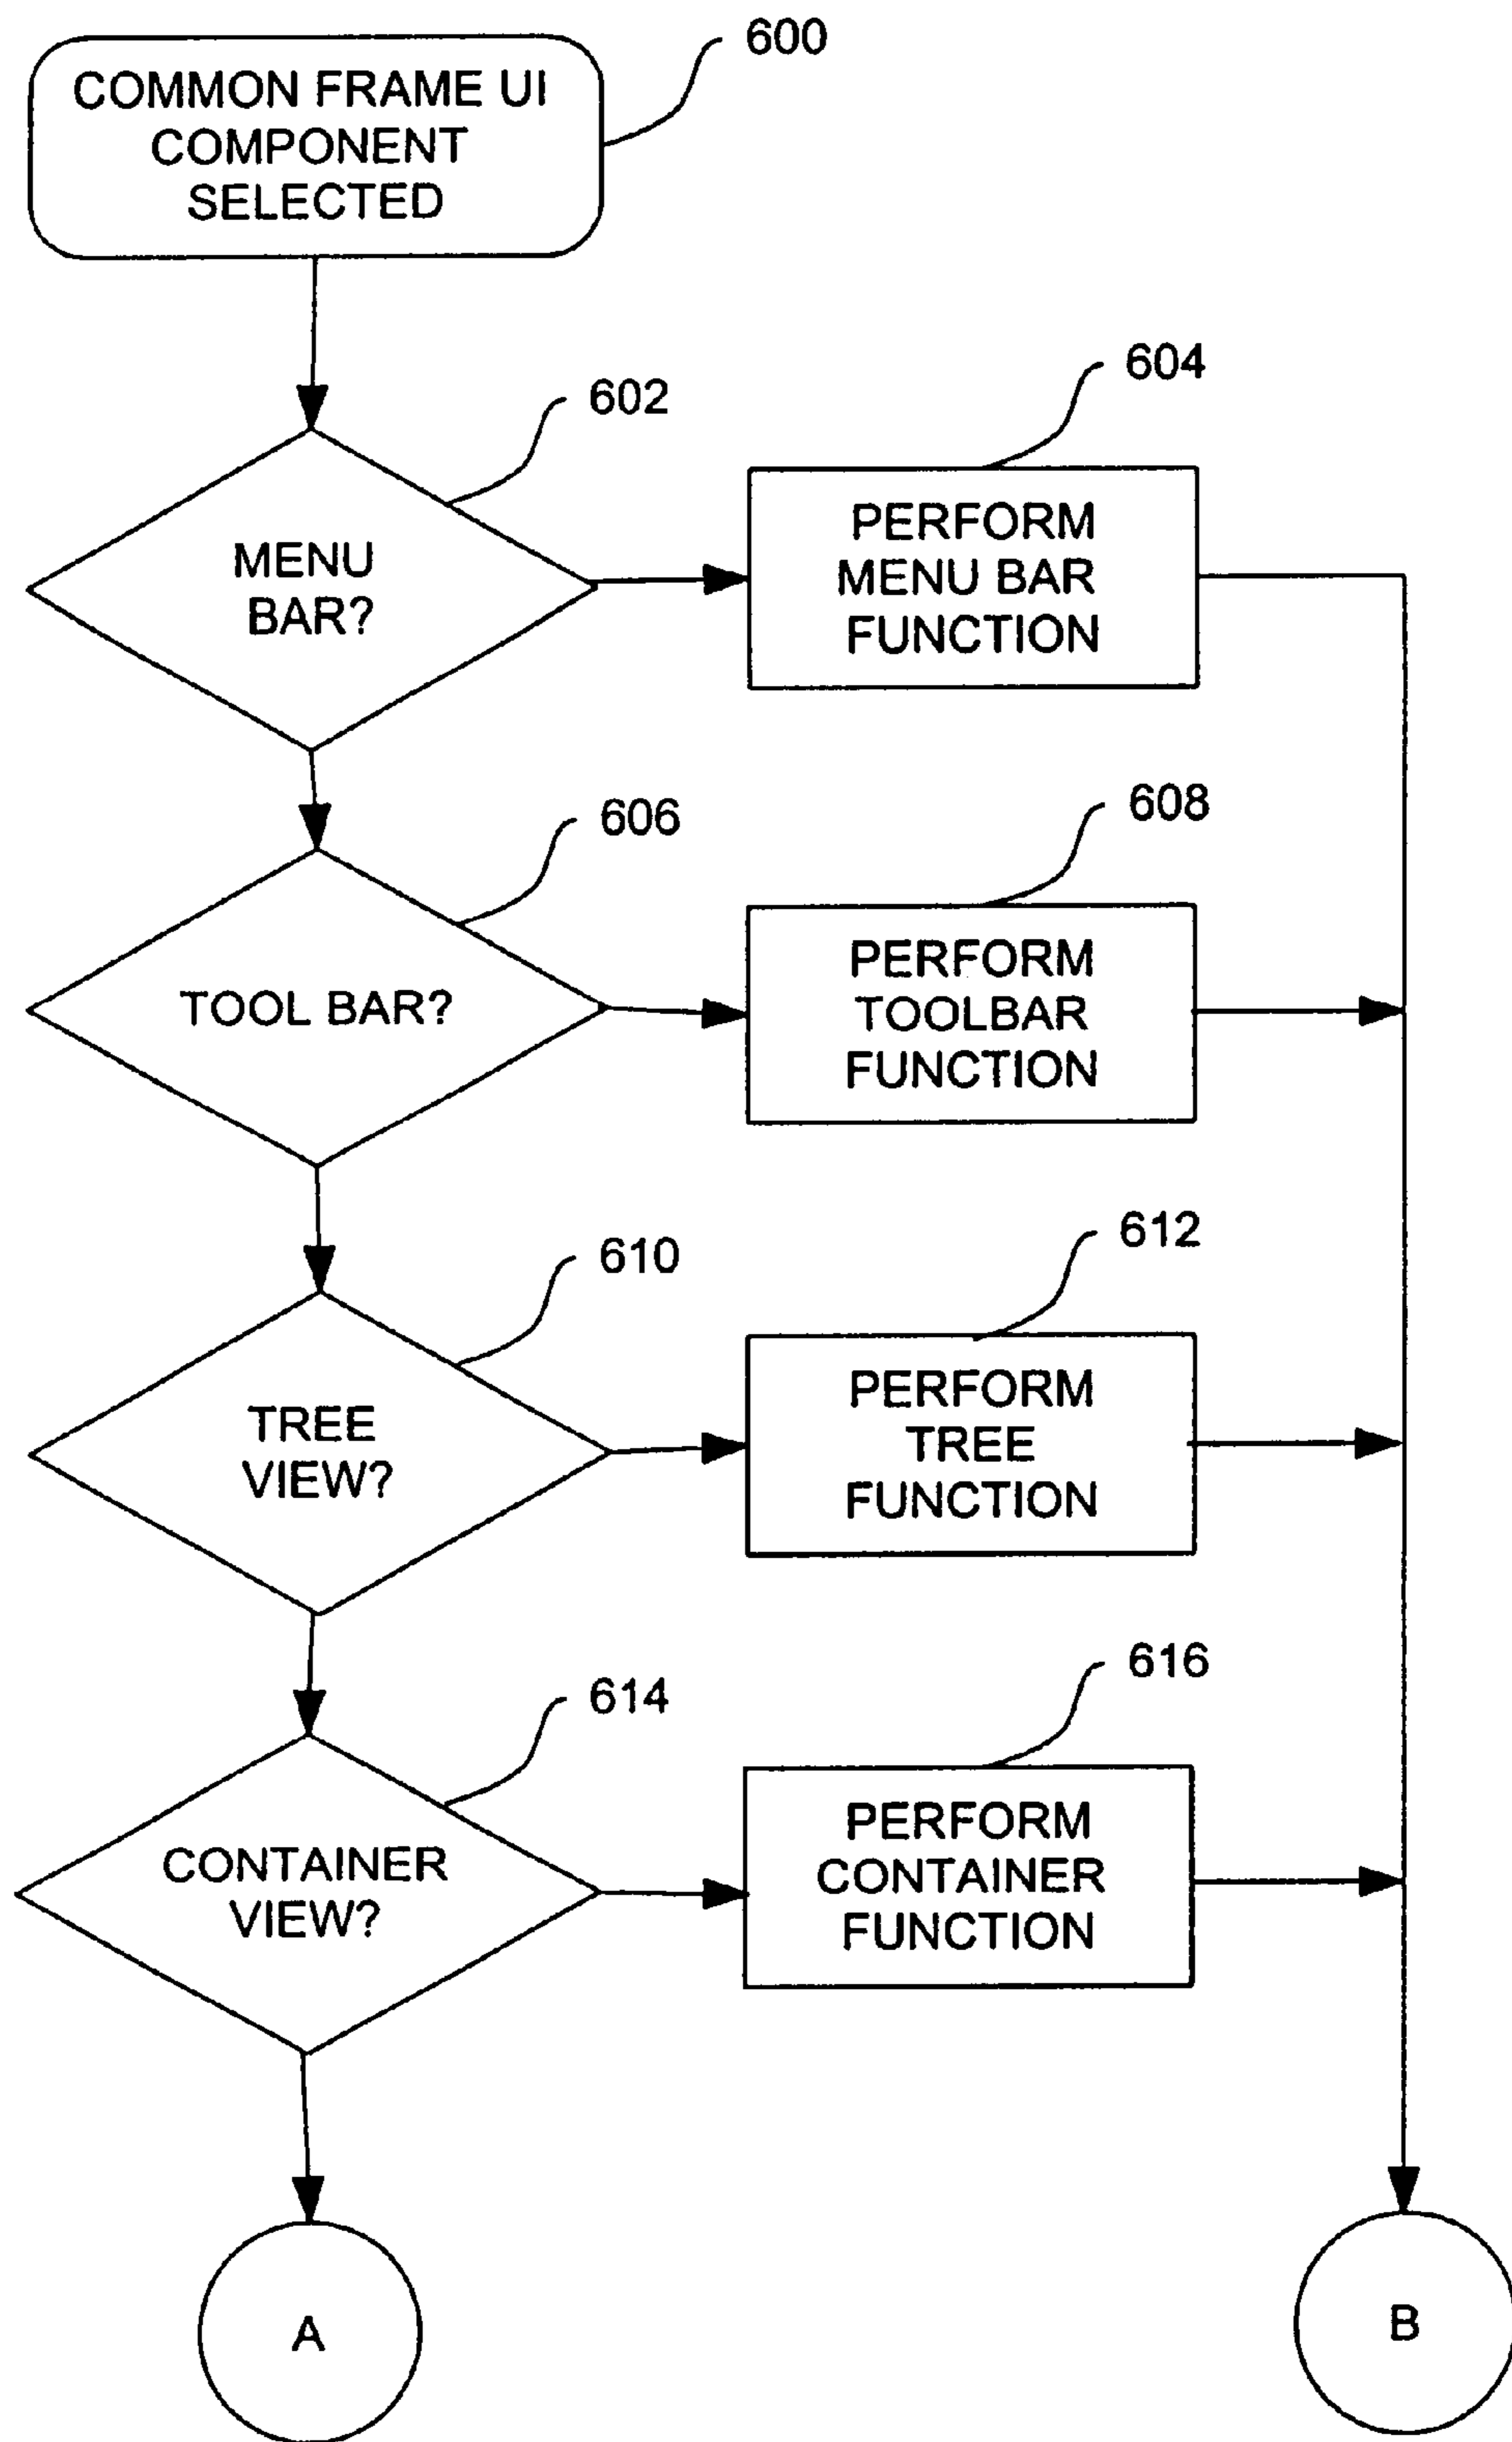 600
COMMON FRAME UI
COMPONENT
SELECTED
602
604
MENU
BAR?
PERFORM
MENU BAR
FUNCTION
606
608
TOOL BAR?
PERFORM
TOOLBAR
FUNCTION
610
612
TREE
VIEW?
PERFORM
TREE
FUNCTION
614
616
CONTAINER
VIEW?
PERFORM
CONTAINER
FUNCTION
A
B